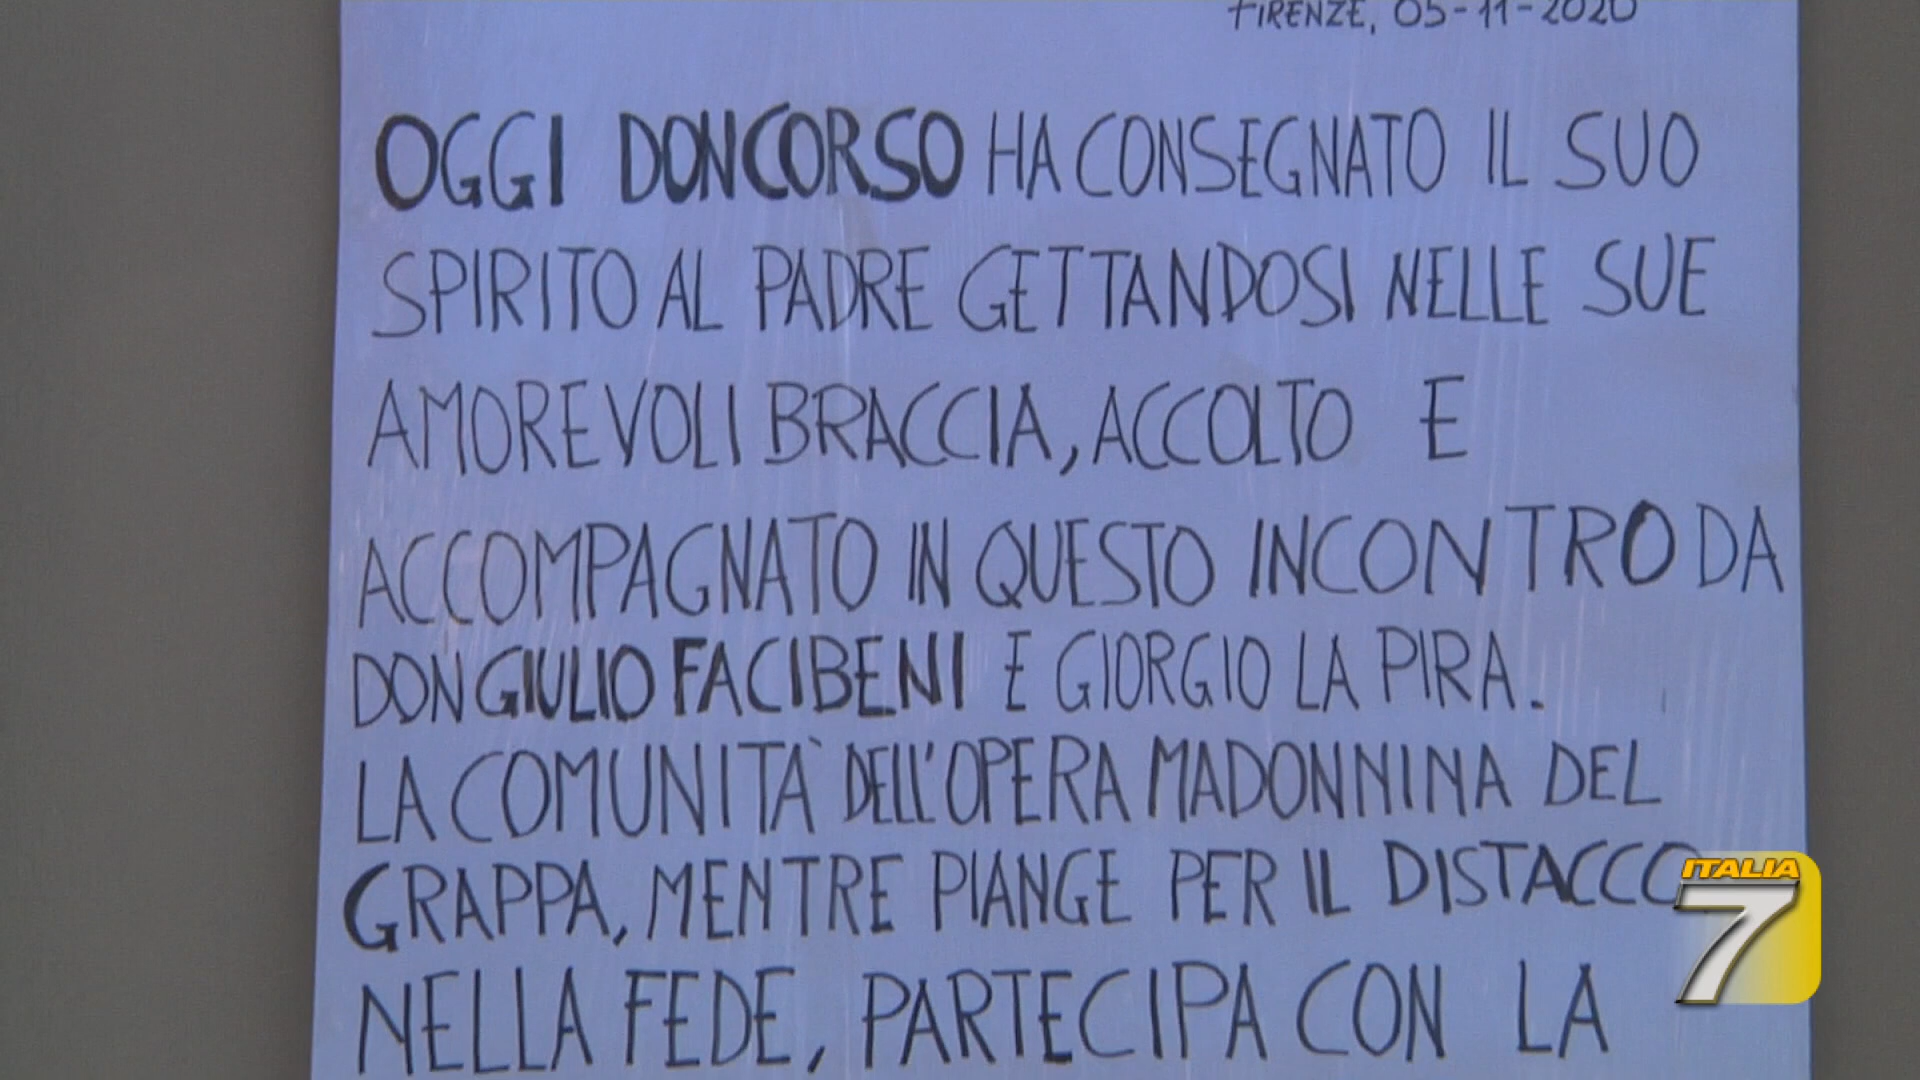 FIRENZE, 05-11-2020
OGGI DON CORSO HA CONSEGNATO IL SUO
SPIRITO AL PADRE GETTANDOSI NELLE SUE
AMOREVOLI BRACCIA, ACCOLTO E
ACCOMPAGNATO IN QUESTO INCONTRO DA
DON GIULIO FACIBENI E GIORGIO LA PIRA.
LA COMUNITÀ DELL'OPERA MADONNINA DEL
GRAPPA, MENTRE PIANGE PER IL DISTACCO
NELLA FEDE, PARTECIPA CON LA
ITALIA
7